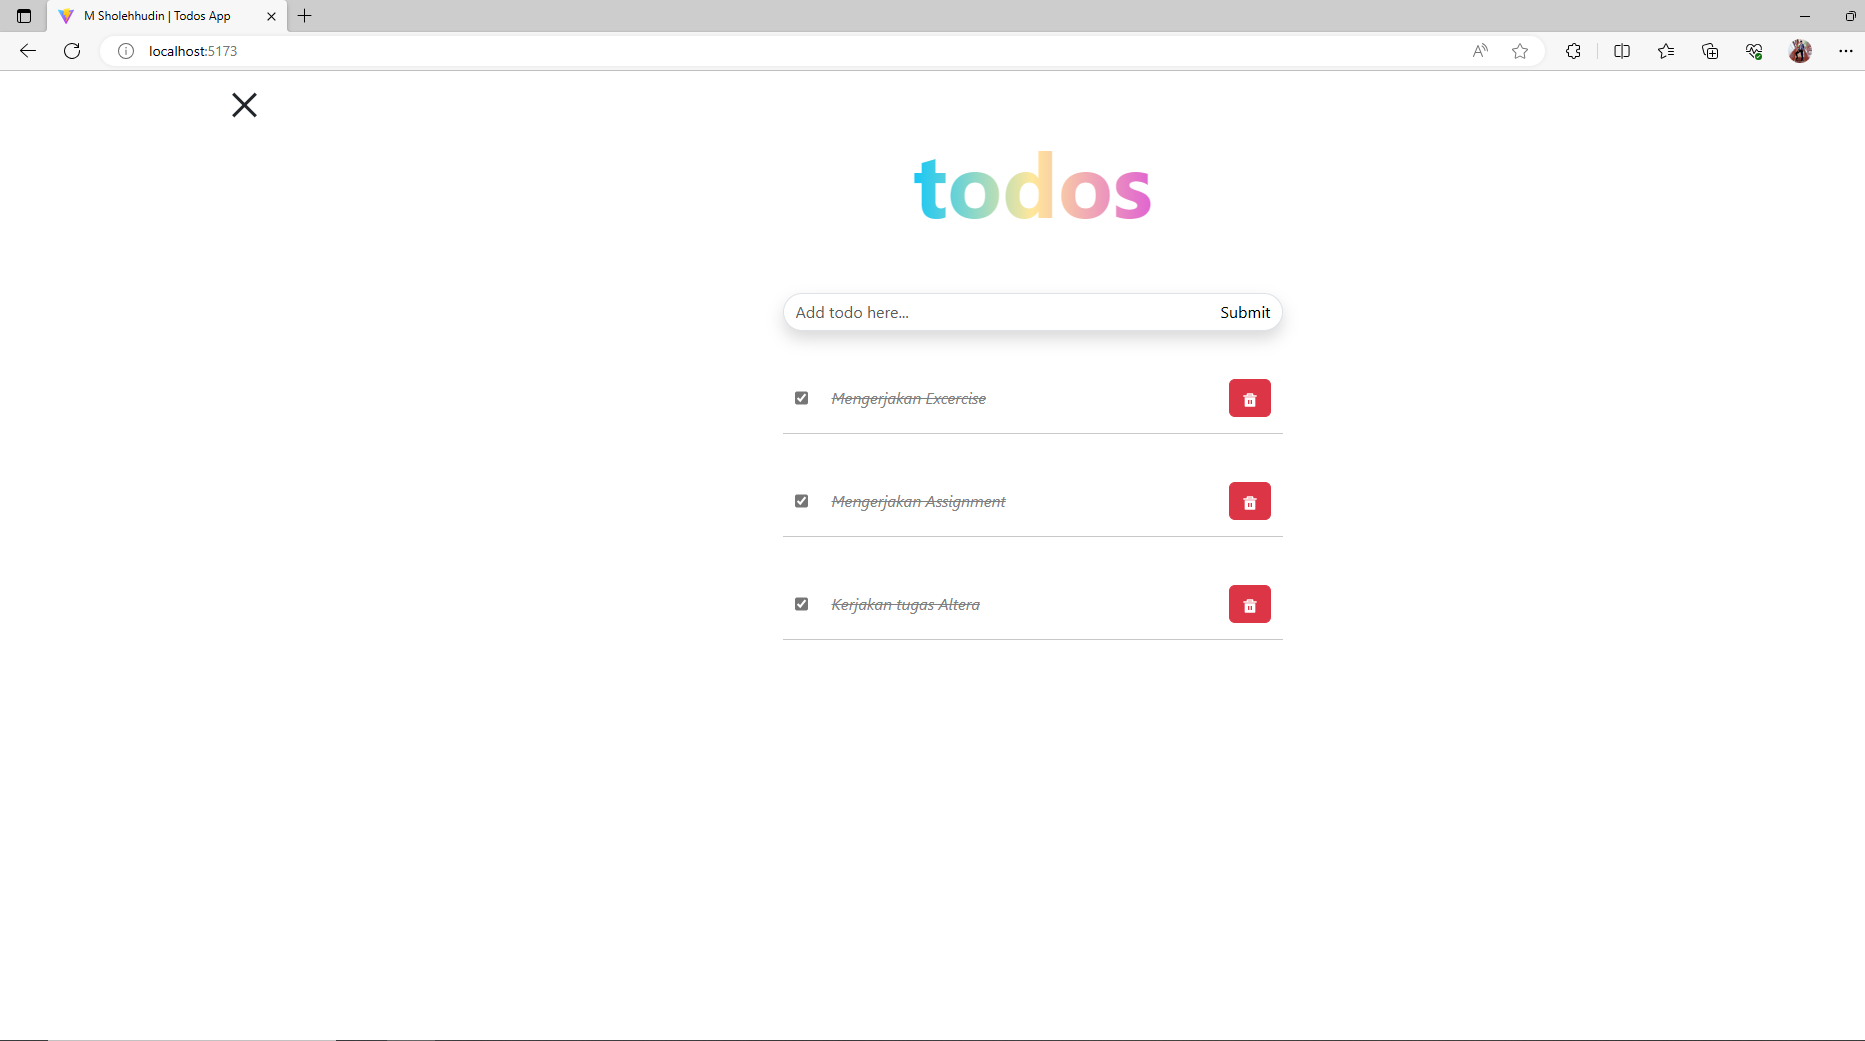 M Sholehhudin | Todos App
localhost:5173
todos
Add todo here...
Submit
Mengerjakan Excercise
Mengerjakan Assignment
Kerjakan tugas Altera